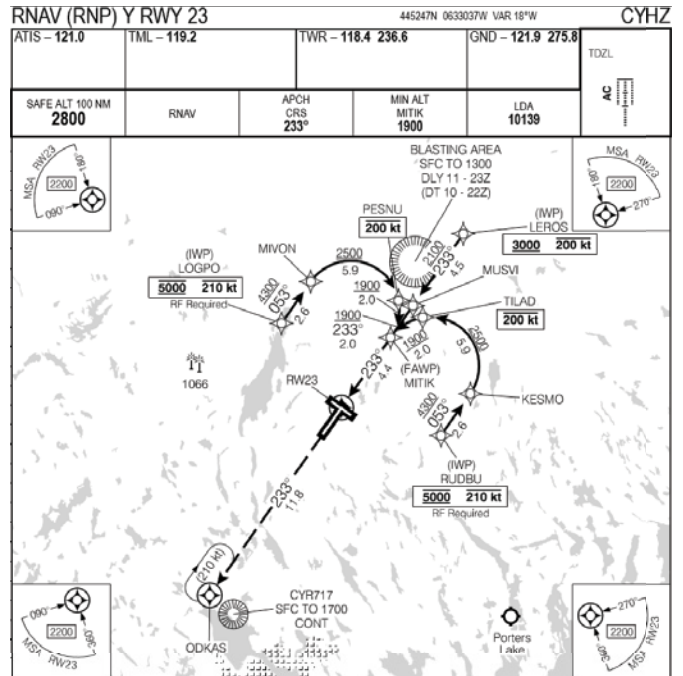 RNAV (RNP) Y RWY 23
445247N 0633037W VAR 18°W
CYHZ
ATIS – 121.0
TML – 119.2
TWR – 118.4 236.6
GND – 121.9 275.8
TDZL
AC
SAFE ALT 100 NM
2800
RNAV
APCH
CRS
233°
MIN ALT
MITIK
1900
LDA
10139
MSA RW23
180°
090°
2200
BLASTING AREA
SFC TO 1300
DLY 11 - 23Z
(DT 10 - 22Z)
MSA RW23
180°
270°
2200
PESNU
200 kt
(IWP)
LEROS
3000 200 kt
2100
233°
4.5
MIVON
2500
5.9
(IWP)
LOGPO
5000 210 kt
RF Required
4300
053°
2.6
MUSVI
1900
2.0
TILAD
200 kt
1900
233°
2.0
1900
2.0
2500
5.9
(FAWP)
MITIK
233°
4.4
1066
RW23
KESMO
4300
053°
2.6
(IWP)
RUDBU
5000 210 kt
RF Required
233°
11.8
(210 kt)
CYR717
SFC TO 1700
CONT
ODKAS
Porters
Lake
090°
360°
2200
MSA RW23
270°
360°
2200
MSA RW23